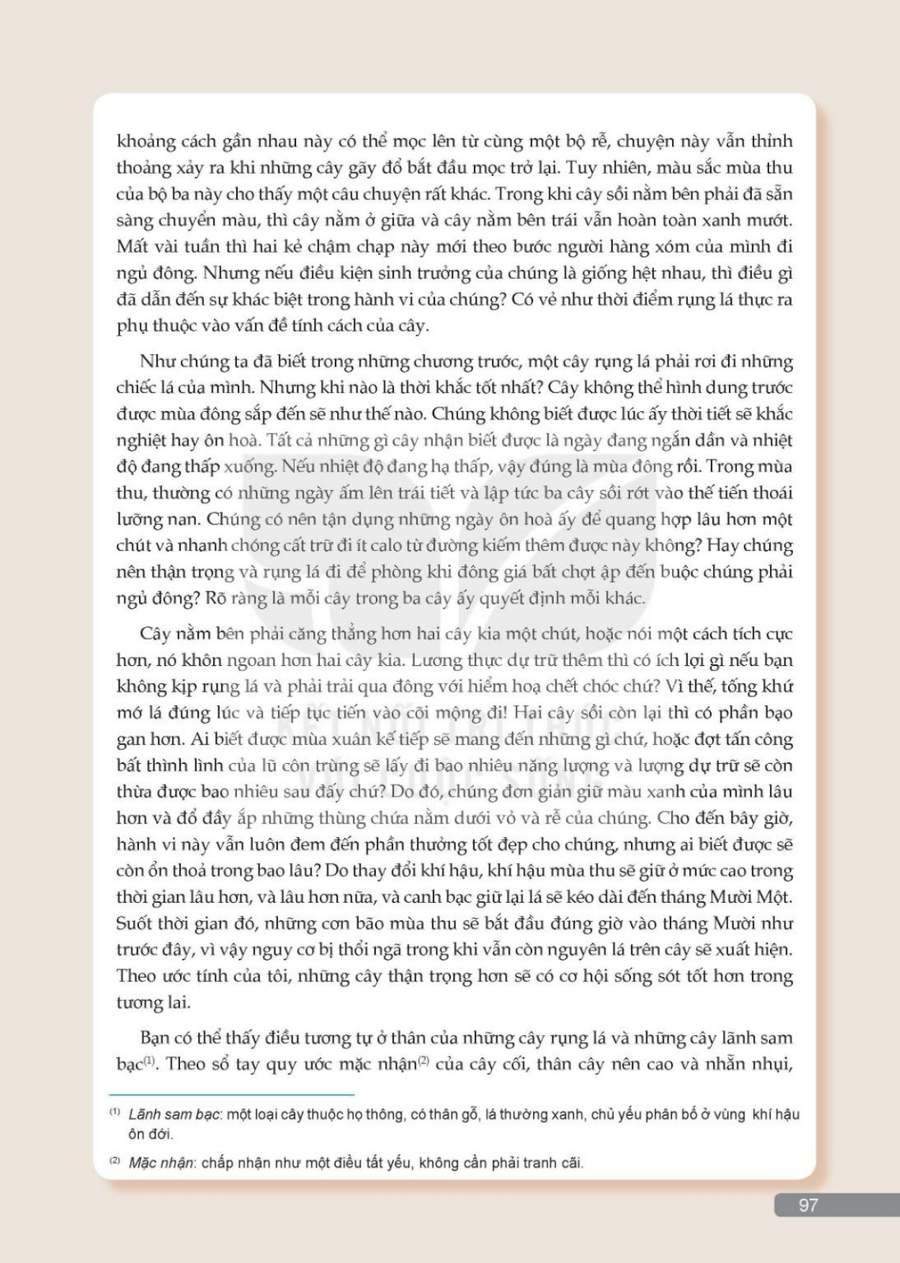 khoảng cách gần nhau này có thể mọc lên từ cùng một bộ rễ, chuyện này vẫn thỉnh
thoảng xảy ra khi những cây gãy đổ bắt đầu mọc trở lại. Tuy nhiên, màu sắc mùa thu
của bộ ba này cho thấy một câu chuyện rất khác. Trong khi cây sồi nằm bên phải đã sẵn
sàng chuyển màu, thì cây nằm ở giữa và cây nằm bên trái vẫn hoàn toàn xanh mướt.
Mất vài tuần thì hai kẻ chậm chạp này mới theo bước người hàng xóm của mình đi
ngủ đông. Nhưng nếu điều kiện sinh trưởng của chúng là giống hệt nhau, thì điều gì
đã dẫn đến sự khác biệt trong hành vi của chúng? Có vẻ như thời điểm rụng lá thực ra
phụ thuộc vào vấn đề tính cách của cây.
Như chúng ta đã biết trong những chương trước, một cây rụng lá phải rơi đi những
chiếc lá của mình. Nhưng khi nào là thời khắc tốt nhất? Cây không thể hình dung trước
được mùa đông sắp đến sẽ như thế nào. Chúng không biết được lúc ấy thời tiết sẽ khắc
nghiệt hay ôn hoà. Tất cả những gì cây nhận biết được là ngày đang ngắn dần và nhiệt
độ đang thấp xuống. Nếu nhiệt độ đang hạ thấp, vậy đúng là mùa đông rồi. Trong mùa
thu, thường có những ngày ấm lên trái tiết và lập tức ba cây sồi rớt vào thế tiến thoái
lưỡng nan. Chúng có nên tận dụng những ngày ôn hoà ấy để quang hợp lâu hơn một
chút và nhanh chóng cất trữ đi ít calo từ đường kiếm thêm được này không? Hay chúng
nên thận trọng và rụng lá đi để phòng khi đông giá bất chợt ập đến buộc chúng phải
ngủ đông? Rõ ràng là mỗi cây trong ba cây ấy quyết định mỗi khác.
Cây nằm bên phải căng thẳng hơn hai cây kia một chút, hoặc nói một cách tích cực
hơn, nó khôn ngoan hơn hai cây kia. Lương thực dự trữ thêm thì có ích lợi gì nếu bạn
không kịp rụng lá và phải trải qua đông với hiểm hoạ chết chóc chứ? Vì thế, tống khứ
mớ lá đúng lúc và tiếp tục tiến vào cõi mộng đi! Hai cây sồi còn lại thì có phần bạo
gan hơn. Ai biết được mùa xuân kế tiếp sẽ mang đến những gì chứ, hoặc đợt tấn công
bất thình lình của lũ côn trùng sẽ lấy đi bao nhiêu năng lượng và lượng dự trữ sẽ còn
thừa được bao nhiêu sau đấy chứ? Do đó, chúng đơn giản giữ màu xanh của mình lâu
hơn và đổ đầy ắp những thùng chứa nằm dưới vỏ và rễ của chúng. Cho đến bây giờ,
hành vi này vẫn luôn đem đến phần thưởng tốt đẹp cho chúng, nhưng ai biết được sẽ
còn ổn thoả trong bao lâu? Do thay đổi khí hậu, khí hậu mùa thu sẽ giữ ở mức cao trong
thời gian lâu hơn, và lâu hơn nữa, và canh bạc giữ lại lá sẽ kéo dài đến tháng Mười Một.
Suốt thời gian đó, những cơn bão mùa thu sẽ bắt đầu đúng giờ vào tháng Mười như
trước đây, vì vậy nguy cơ bị thổi ngã trong khi vẫn còn nguyên lá trên cây sẽ xuất hiện.
Theo ước tính của tôi, những cây thận trọng hơn sẽ có cơ hội sống sót tốt hơn trong
tương lai.
Bạn có thể thấy điều tương tự ở thân của những cây rụng lá và những cây lãnh sam
bạc⁽¹⁾. Theo sổ tay quy ước mặc nhận⁽²⁾ của cây cối, thân cây nên cao và nhẵn nhụi,
⁽¹⁾ Lãnh sam bạc: một loại cây thuộc họ thông, có thân gỗ, lá thường xanh, chủ yếu phân bố ở vùng khí hậu
ôn đới.
⁽²⁾ Mặc nhận: chấp nhận như một điều tất yếu, không cần phải tranh cãi.
KẾT NỐI TRI THỨC
VỚI CUỘC SỐNG
97